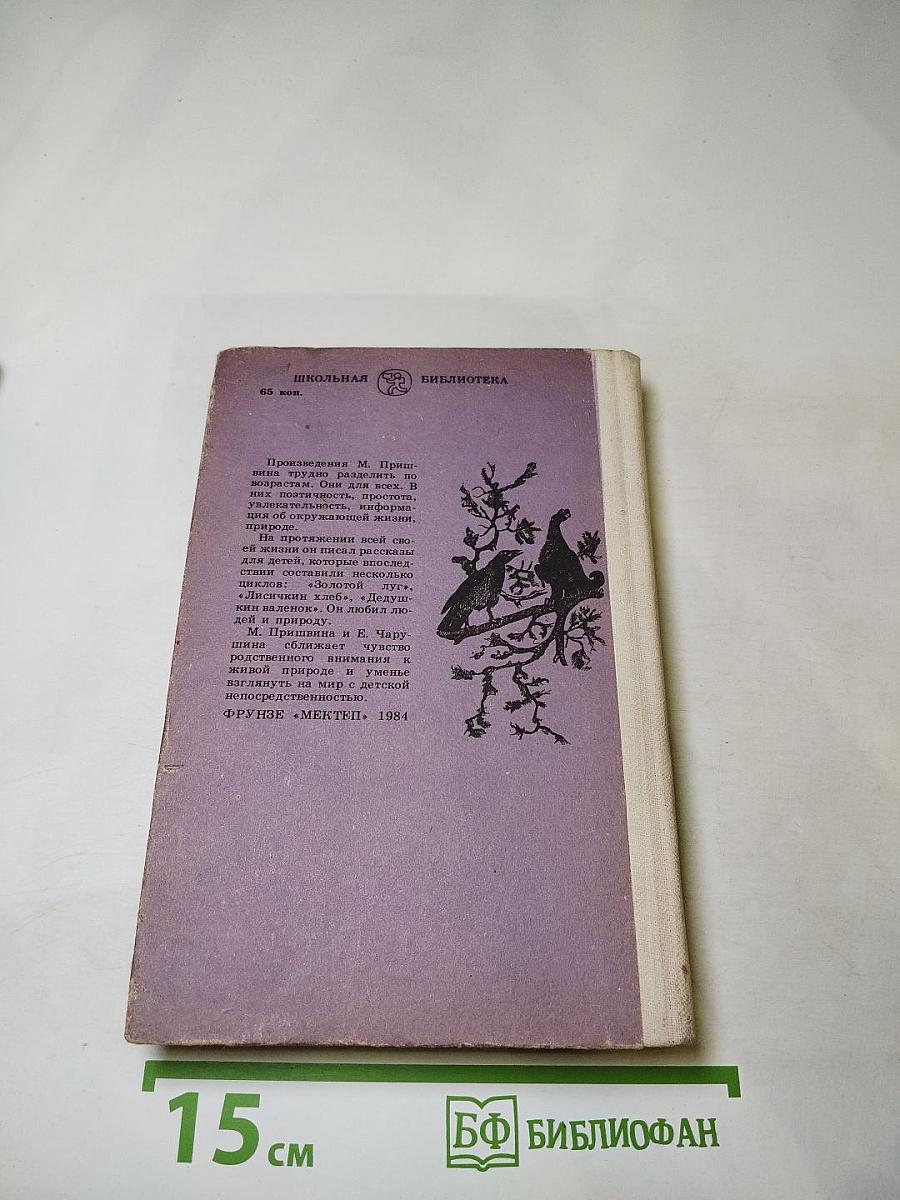 ШКОЛЬНАЯ БИБЛИОТЕКА
65 коп.
Произведения М. Приш-
вина трудно разделить по
возрастам. Они для всех. В
них поэтичность, простота,
увлекательность, информа-
ция об окружающей жизни,
природе.
На протяжении всей сво-
ей жизни он писал рассказы
для детей, которые впослед-
ствии составили несколько
циклов: «Золотой луг»,
«Лисичкин хлеб», «Дедуш-
кин валенок». Он любил лю-
дей и природу.
М. Пришвина и Е. Чару-
шина сближает чувство
родственного внимания к
живой природе и уменье
взглянуть на мир с детской
непосредственностью.
ФРУНЗЕ «МЕКТЕП» 1984
15 см
БФ БИБЛИОФАН